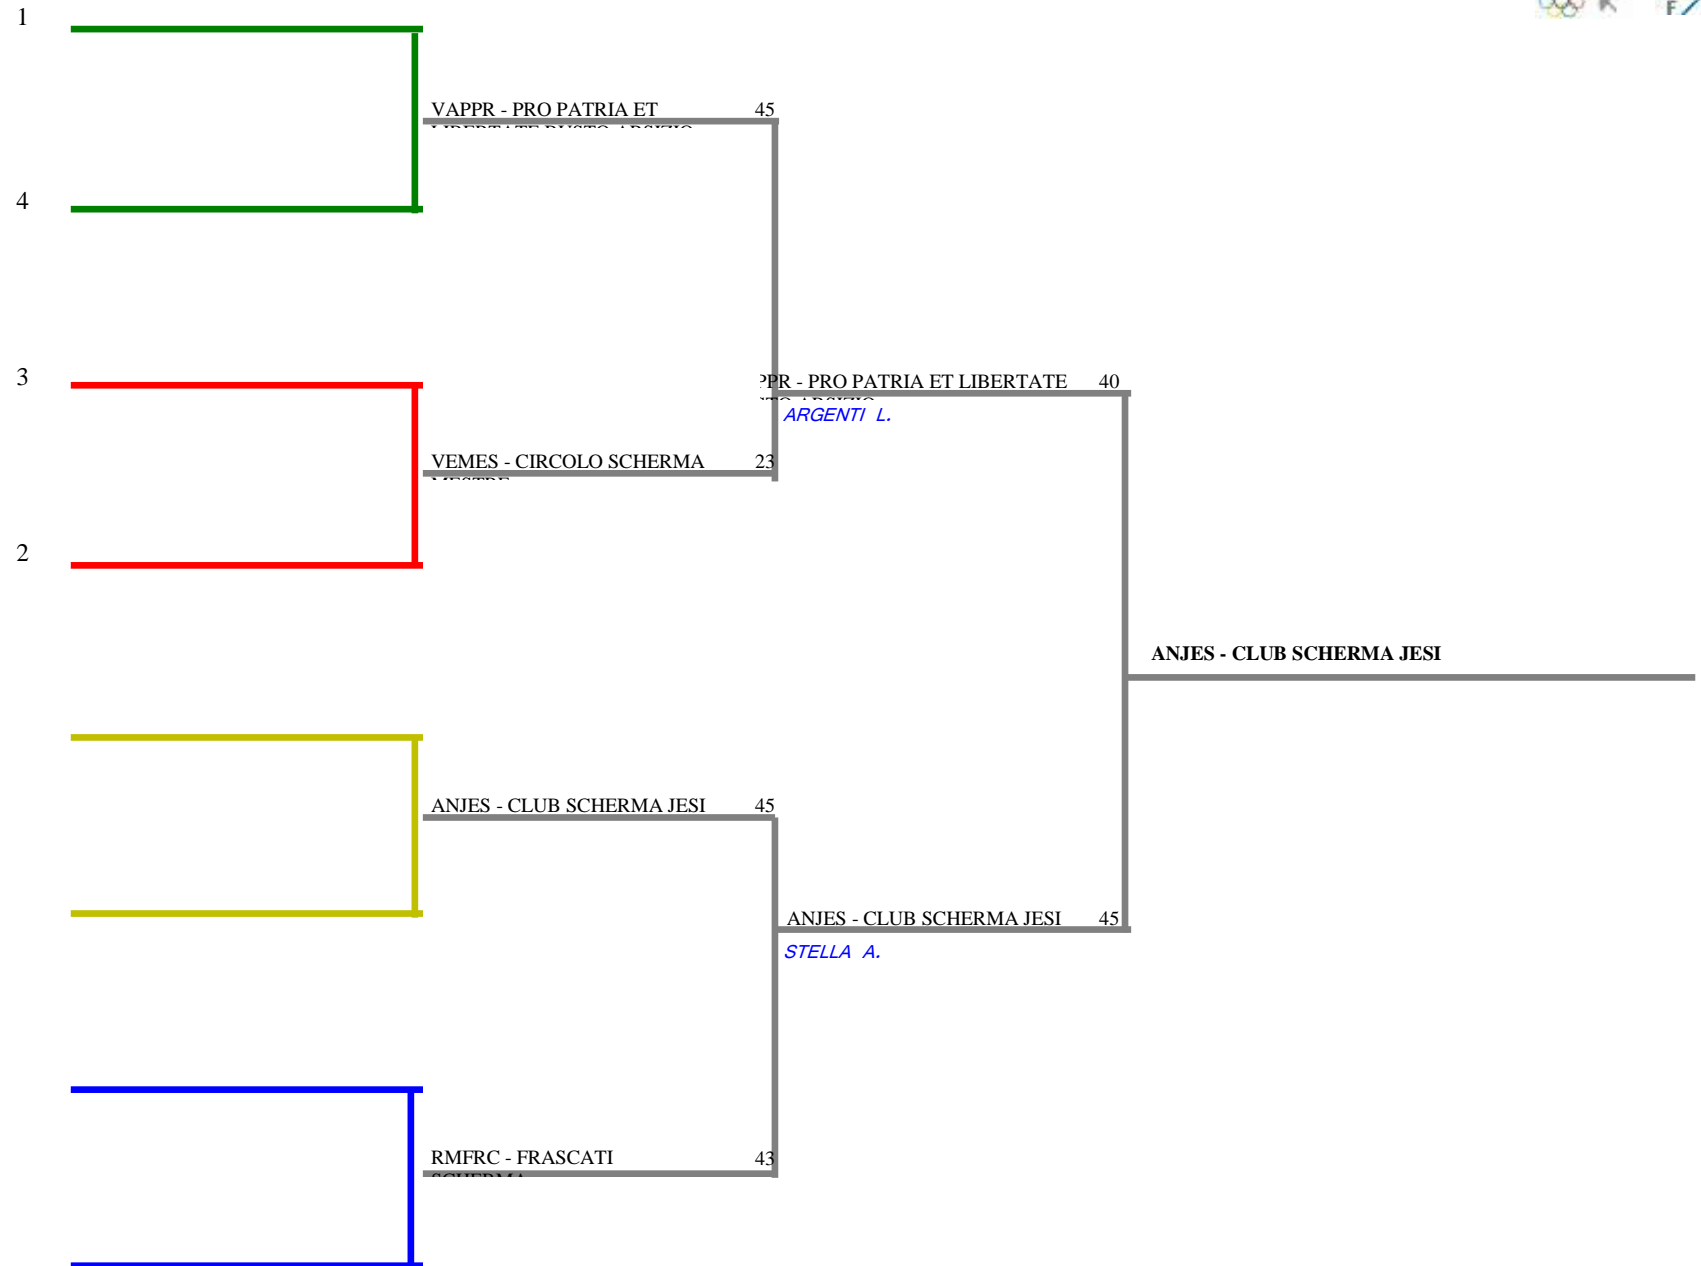 1
VAPPR - PRO PATRIA ET 45
4
3
PPR - PRO PATRIA ET LIBERTATE 40
ARGENTI L.
VEMES - CIRCOLO SCHERMA 23
2
ANJES - CLUB SCHERMA JESI
ANJES - CLUB SCHERMA JESI 45
ANJES - CLUB SCHERMA JESI 45
STELLA A.
RMFRC - FRASCATI 43